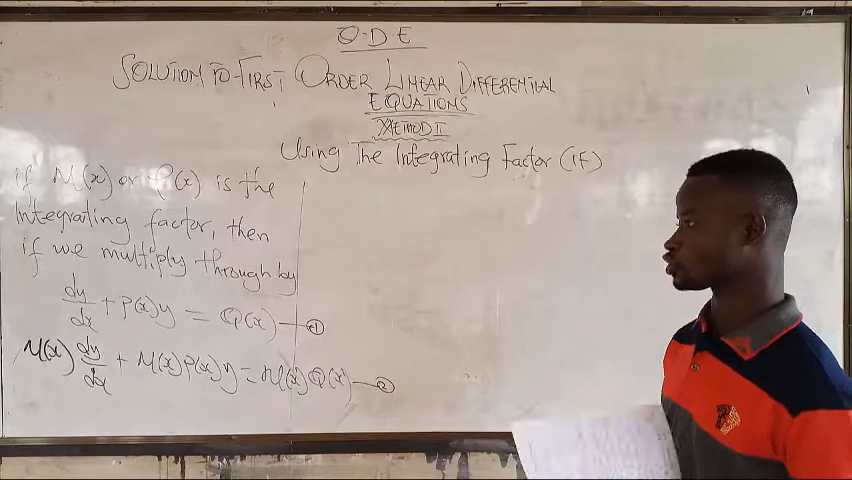 O.D.E
SOLUTION TO FIRST ORDER LINEAR DIFFERENTIAL
EQUATIONS
METHOD II
Using The Integrating Factor (IF)
if M(x) or P(x) is the
Integrating factor, then
if we multiply through by
dy/dx + P(x)y = Q(x) — ①
M(x) dy/dx + M(x)P(x)y = M(x)Q(x) — ②